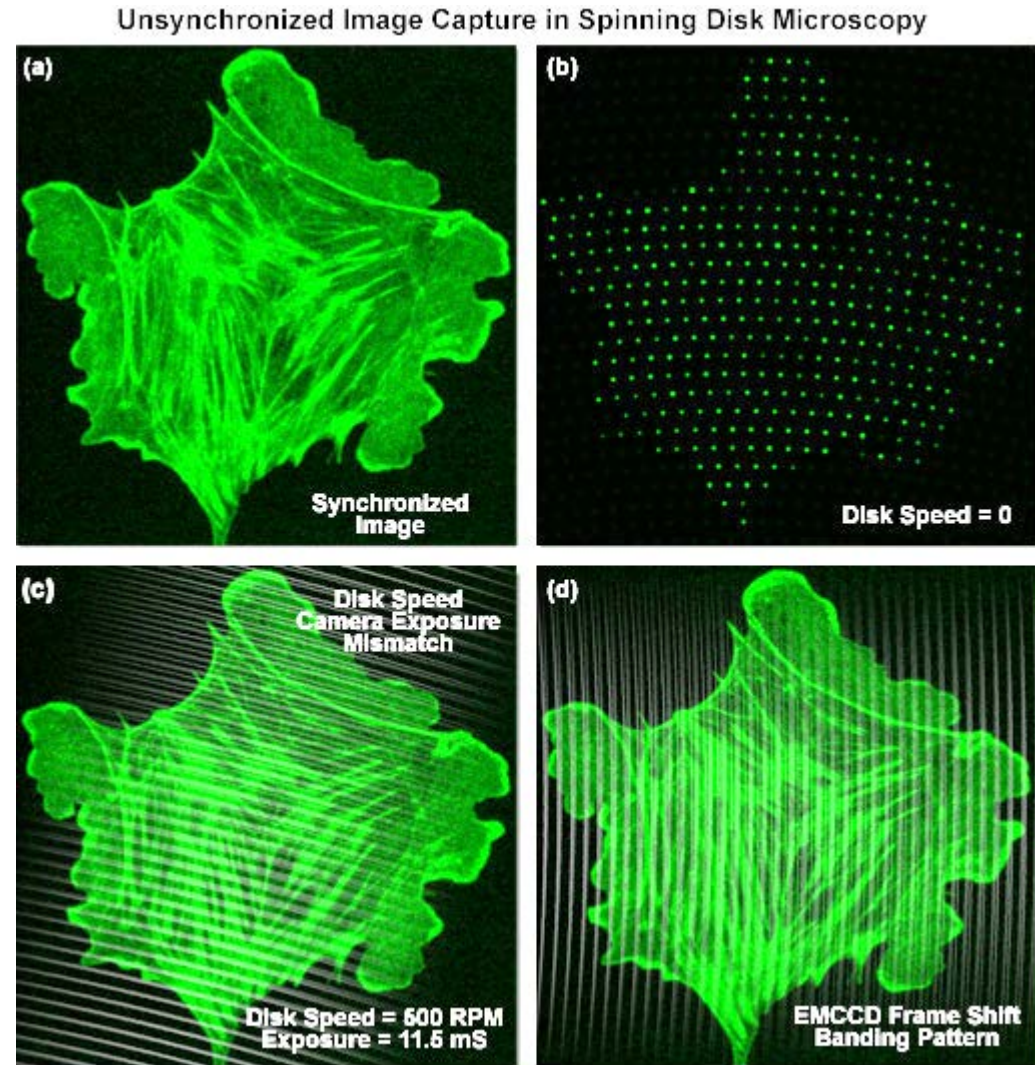 Unsynchronized Image Capture in Spinning Disk Microscopy
(a)
Synchronized
Image
(b)
Disk Speed = 0
(c)
Disk Speed
Camera Exposure
Mismatch
Disk Speed = 500 RPM
Exposure = 11.5 mS
(d)
EMCCD Frame Shift
Banding Pattern